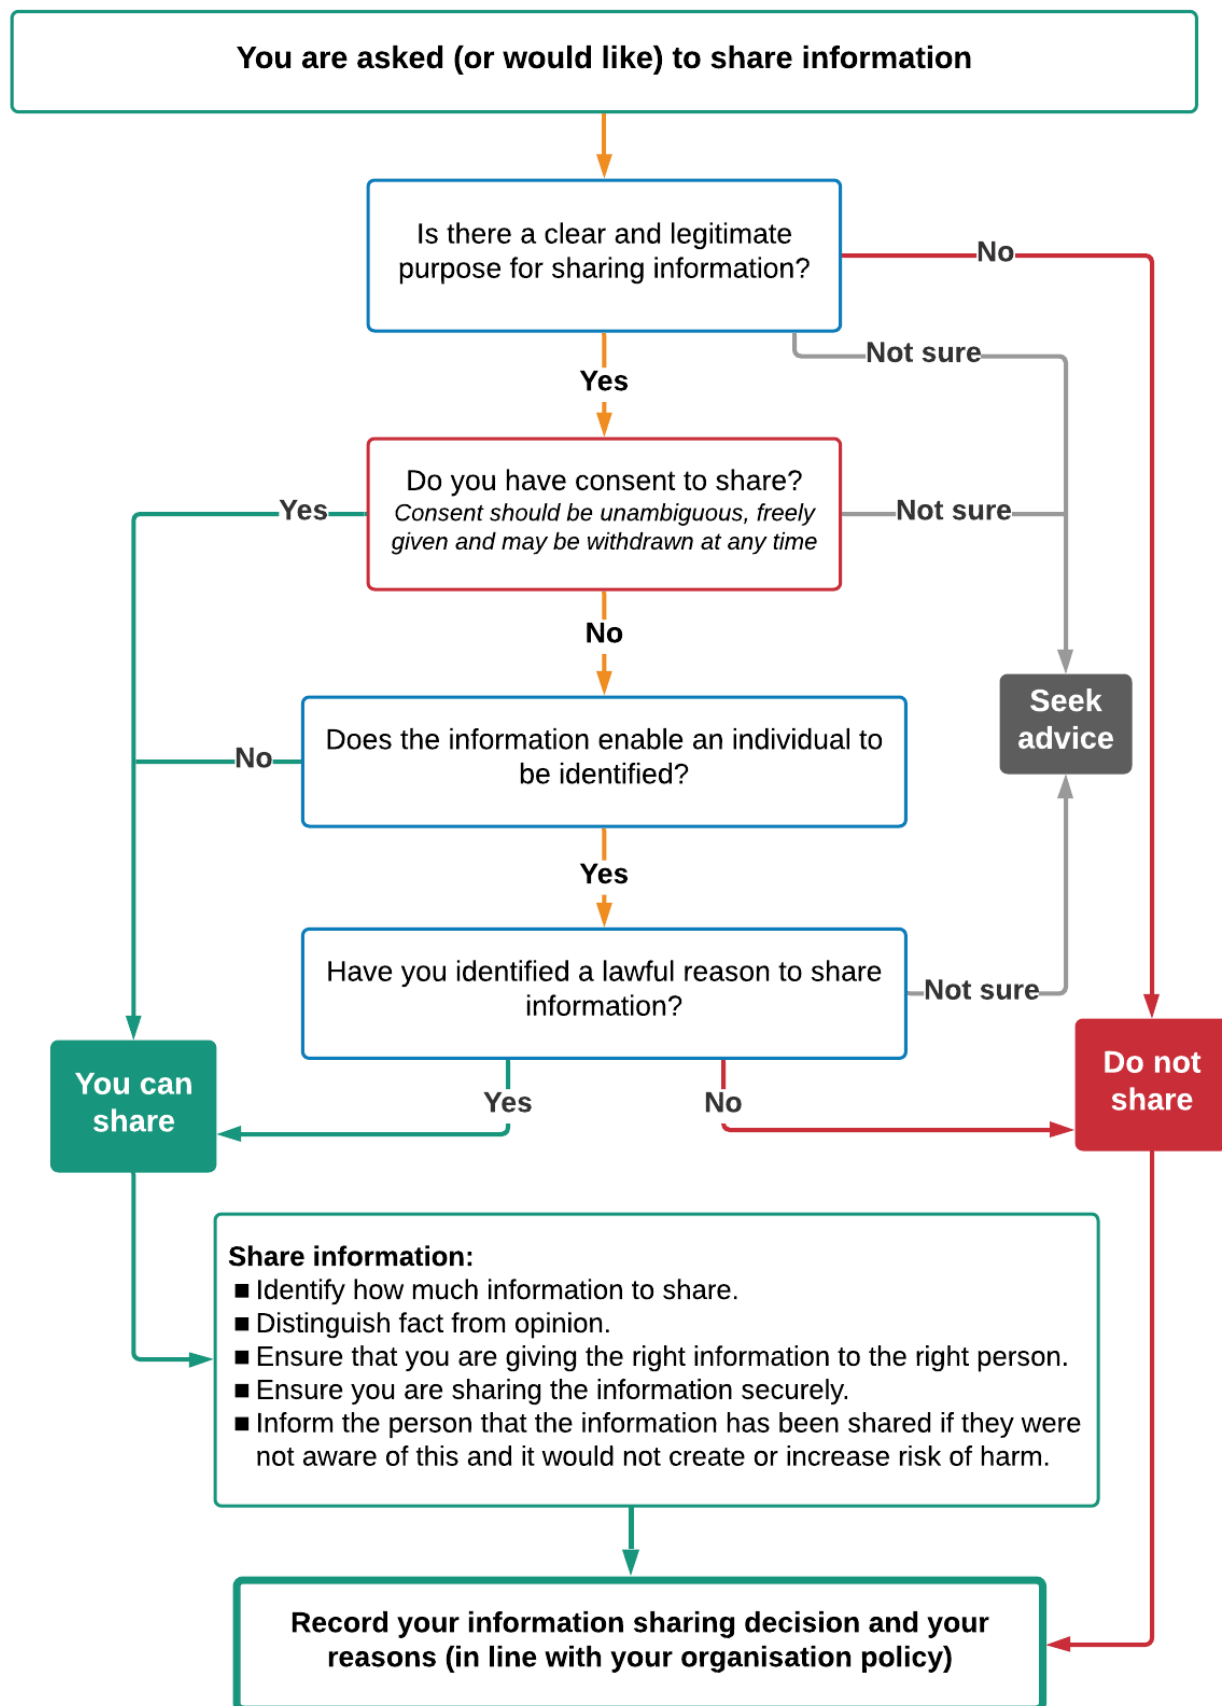 You are asked (or would like) to share information
Is there a clear and legitimate
purpose for sharing information?
No
Not sure
Yes
Do you have consent to share?
Consent should be unambiguous, freely
given and may be withdrawn at any time
Yes
Not sure
No
Seek
advice
Does the information enable an individual to
be identified?
No
Yes
Have you identified a lawful reason to share
information?
Not sure
You can
share
Yes
No
Do not
share
Share information:
■ Identify how much information to share.
■ Distinguish fact from opinion.
■ Ensure that you are giving the right information to the right person.
■ Ensure you are sharing the information securely.
■ Inform the person that the information has been shared if they were
not aware of this and it would not create or increase risk of harm.
Record your information sharing decision and your
reasons (in line with your organisation policy)